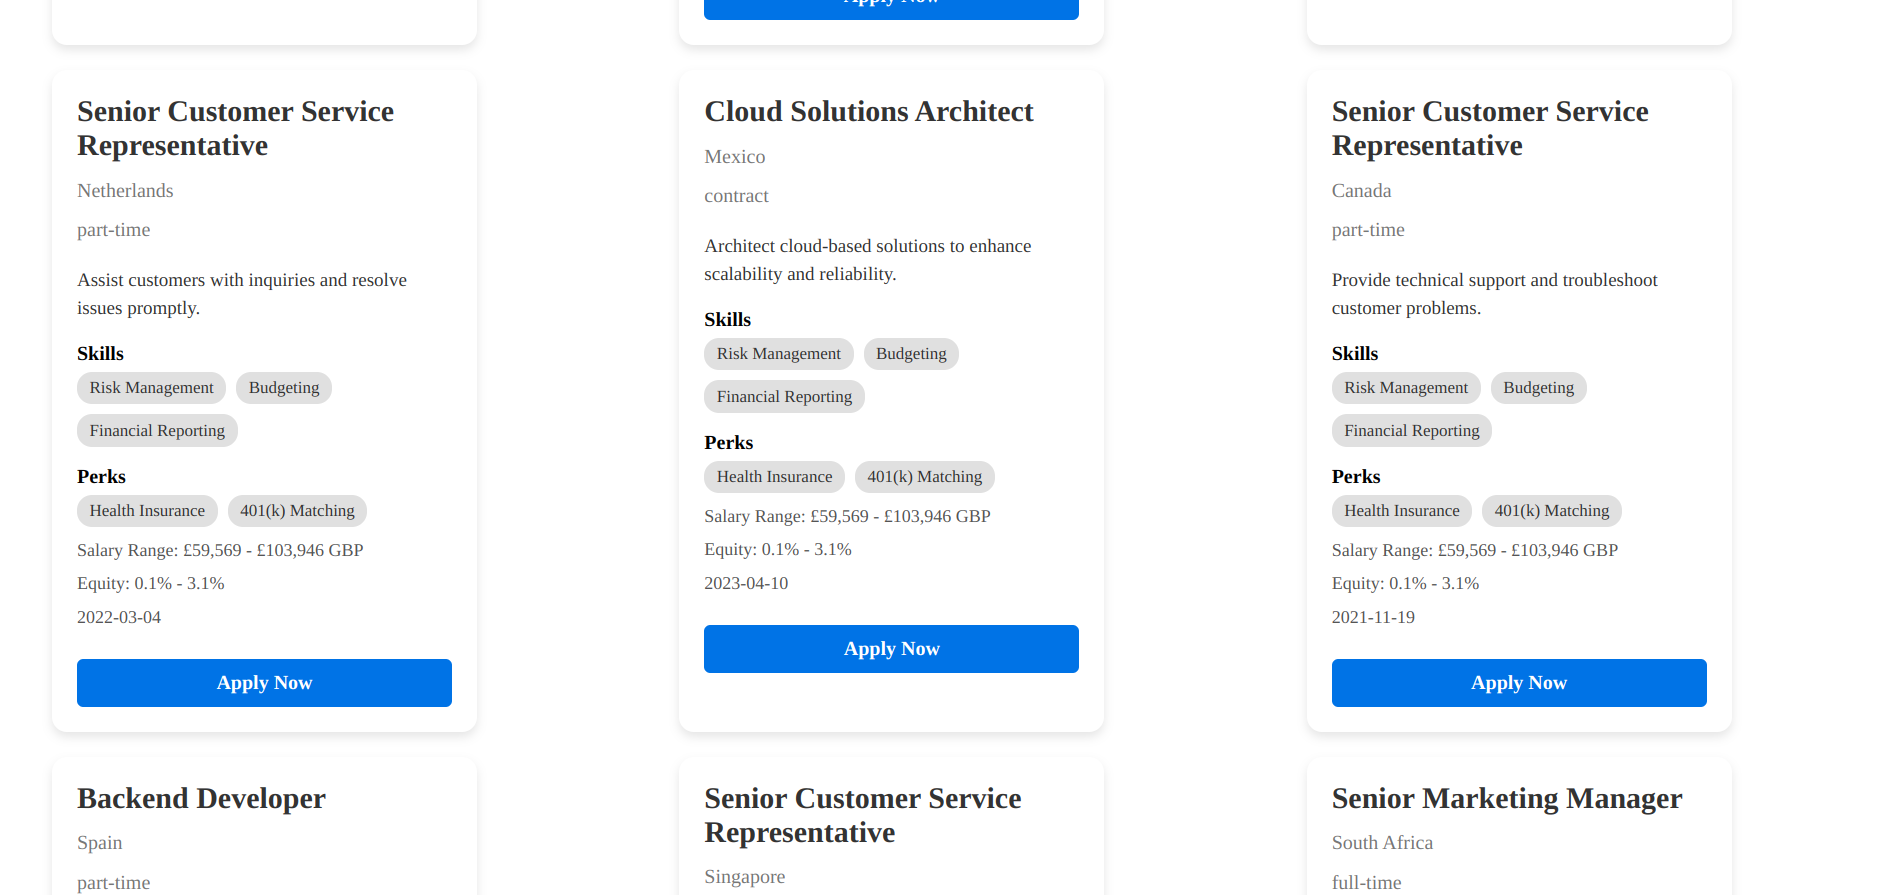 Apply Now
Senior Customer Service
Representative
Netherlands
part-time
Assist customers with inquiries and resolve
issues promptly.
Skills
Risk Management
Budgeting
Financial Reporting
Perks
Health Insurance
401(k) Matching
Salary Range: £59,569 - £103,946 GBP
Equity: 0.1% - 3.1%
2022-03-04
Apply Now
Cloud Solutions Architect
Mexico
contract
Architect cloud-based solutions to enhance
scalability and reliability.
Skills
Risk Management
Budgeting
Financial Reporting
Perks
Health Insurance
401(k) Matching
Salary Range: £59,569 - £103,946 GBP
Equity: 0.1% - 3.1%
2023-04-10
Apply Now
Senior Customer Service
Representative
Canada
part-time
Provide technical support and troubleshoot
customer problems.
Skills
Risk Management
Budgeting
Financial Reporting
Perks
Health Insurance
401(k) Matching
Salary Range: £59,569 - £103,946 GBP
Equity: 0.1% - 3.1%
2021-11-19
Apply Now
Backend Developer
Spain
part-time
Senior Customer Service
Representative
Singapore
Senior Marketing Manager
South Africa
full-time